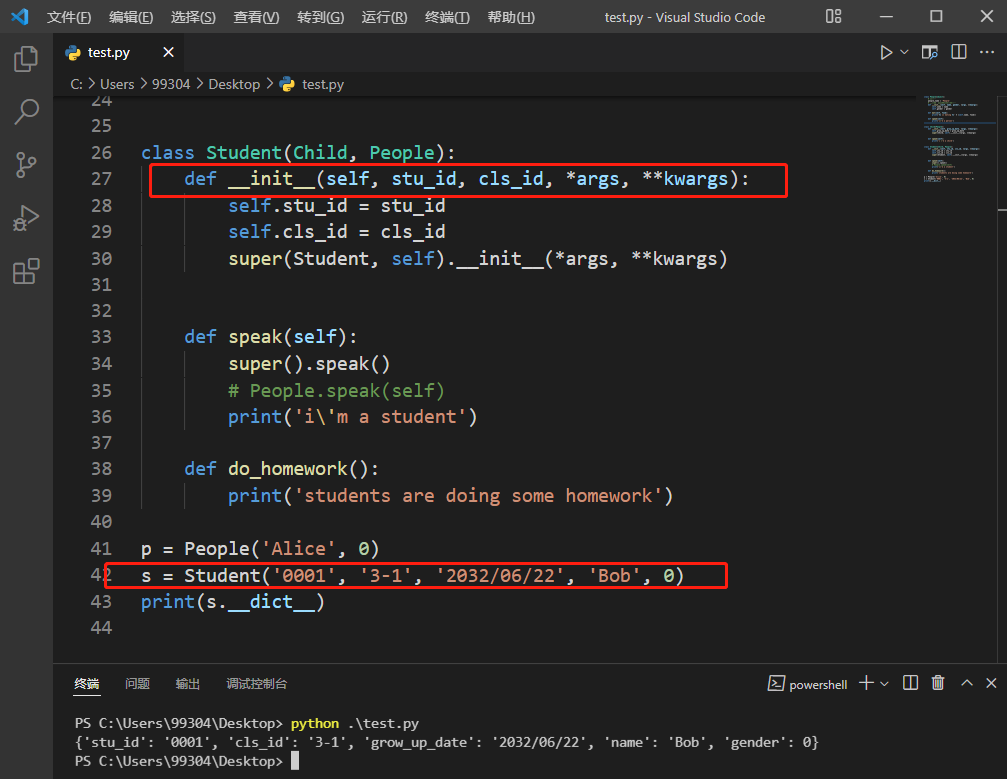 文件(F) 编辑(E) 选择(S) 查看(V) 转到(G) 运行(R) 终端(T) 帮助(H) test.py - Visual Studio Code
test.py
C: > Users > 99304 > Desktop > test.py
24
25
26 class Student(Child, People):
27 def __init__(self, stu_id, cls_id, *args, **kwargs):
28 self.stu_id = stu_id
29 self.cls_id = cls_id
30 super(Student, self).__init__(*args, **kwargs)
31
32
33 def speak(self):
34 super().speak()
35 # People.speak(self)
36 print('i\'m a student')
37
38 def do_homework():
39 print('students are doing some homework')
40
41 p = People('Alice', 0)
42 s = Student('0001', '3-1', '2032/06/22', 'Bob', 0)
43 print(s.__dict__)
44
终端 问题 输出 调试控制台 powershell
PS C:\Users\99304\Desktop> python .\test.py
{'stu_id': '0001', 'cls_id': '3-1', 'grow_up_date': '2032/06/22', 'name': 'Bob', 'gender': 0}
PS C:\Users\99304\Desktop>